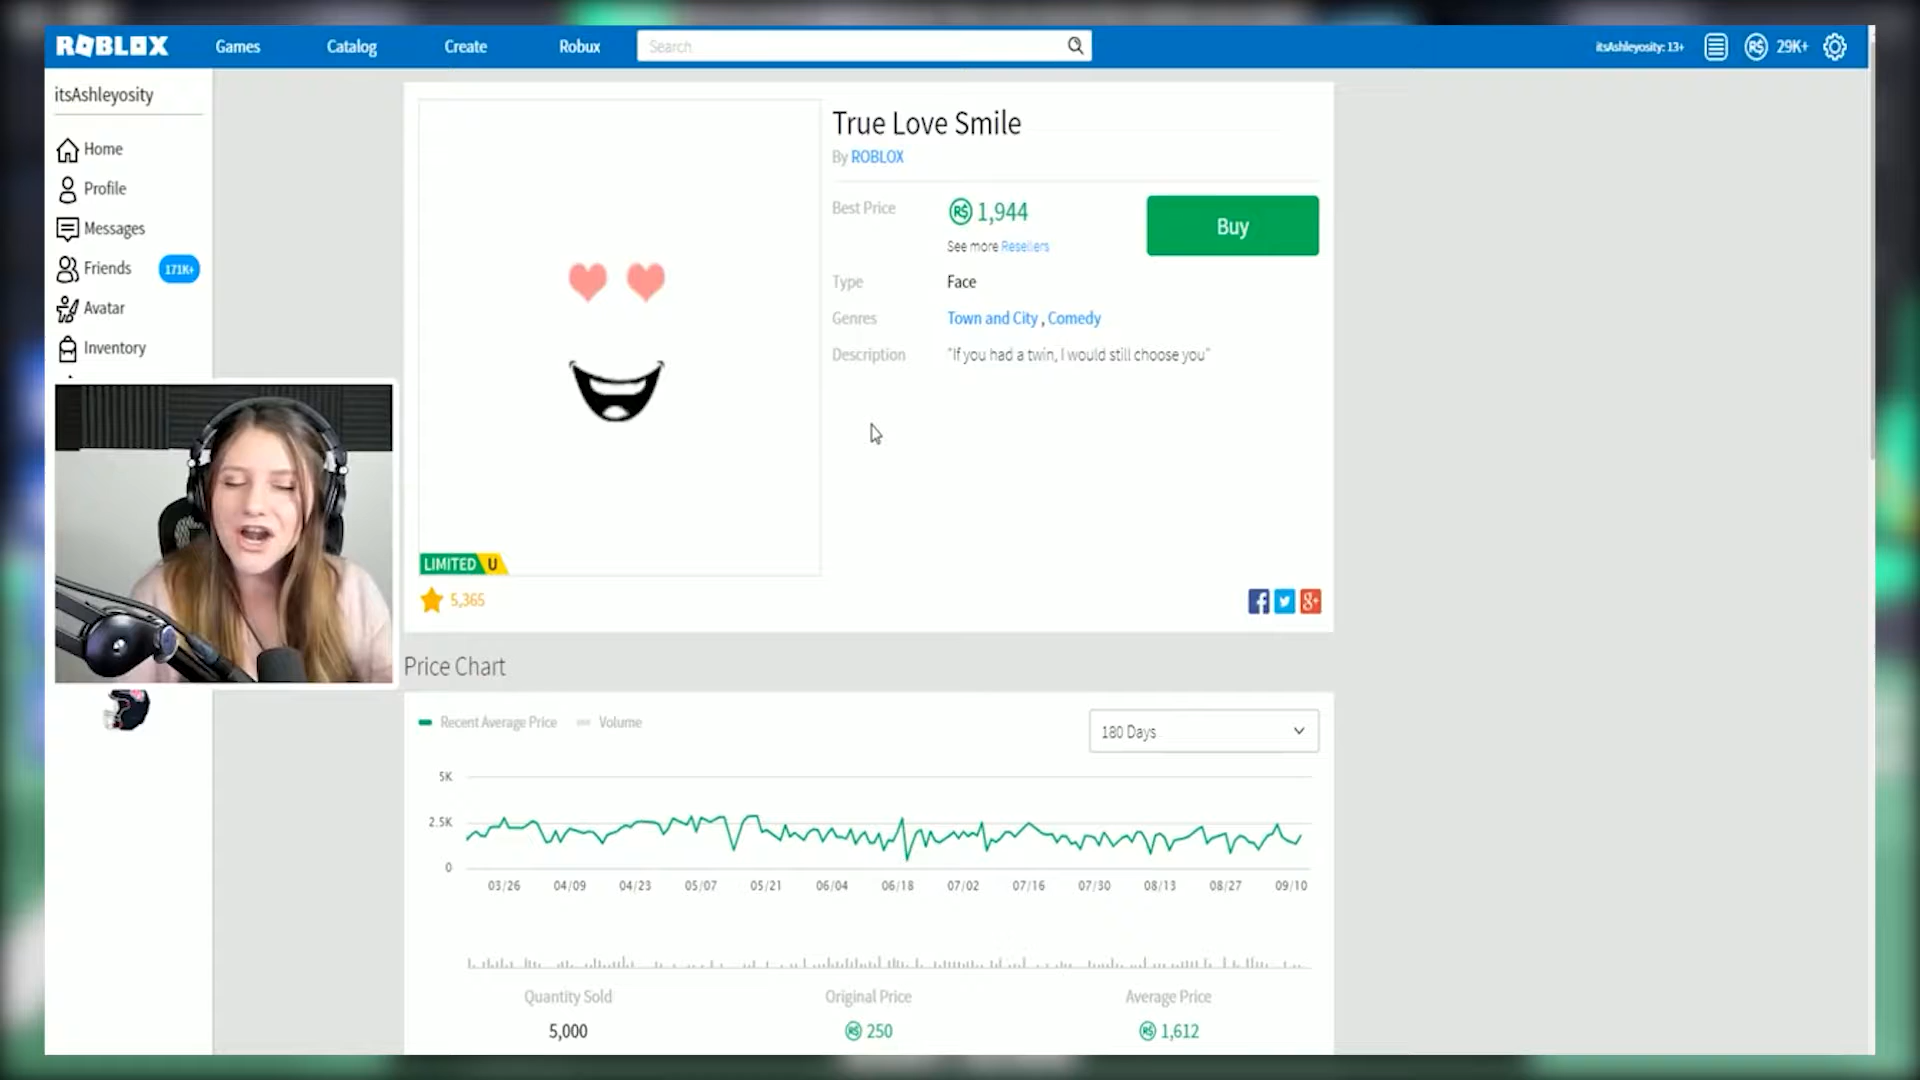 ROBLOX
Games
Catalog
Create
Robux
Search
itsAshleyosity: 13+
29K+
itsAshleyosity
Home
Profile
Messages
Friends
171K+
Avatar
Inventory
True Love Smile
By ROBLOX
Best Price
1,944
See more Resellers
Buy
Type
Face
Genres
Town and City , Comedy
Description
"If you had a twin, I would still choose you"
LIMITED U
5,365
Price Chart
Recent Average Price
Volume
180 Days
5K
2.5K
0
03/26 04/09 04/23 05/07 05/21 06/04 06/18 07/02 07/16 07/30 08/13 08/27 09/10
Quantity Sold
Original Price
Average Price
5,000
R$ 250
R$ 1,612